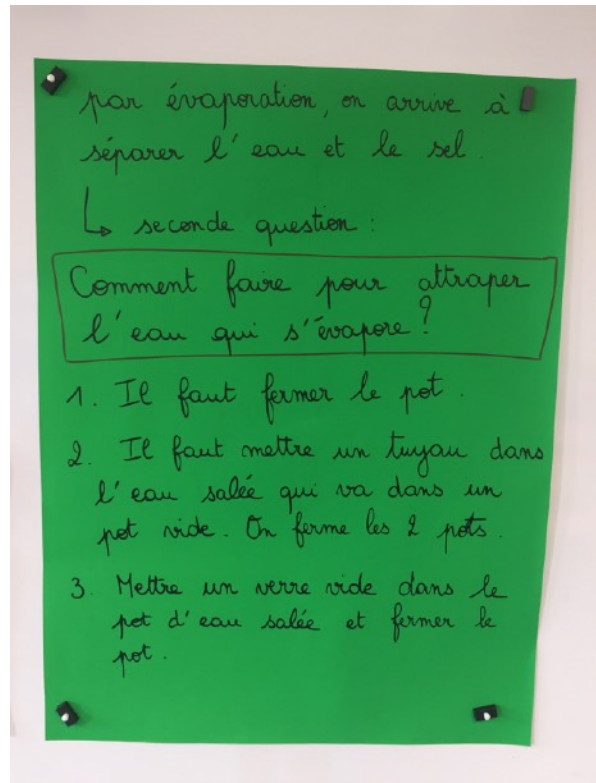 par évaporation, on arrive à
séparer l'eau et le sel.
↳ seconde question :
Comment faire pour attraper
l'eau qui s'évapore ?
1. Il faut fermer le pot.
2. Il faut mettre un tuyau dans
l'eau salée qui va dans un
pot vide. On ferme les 2 pots.
3. Mettre un verre vide dans le
pot d'eau salée et fermer le
pot.